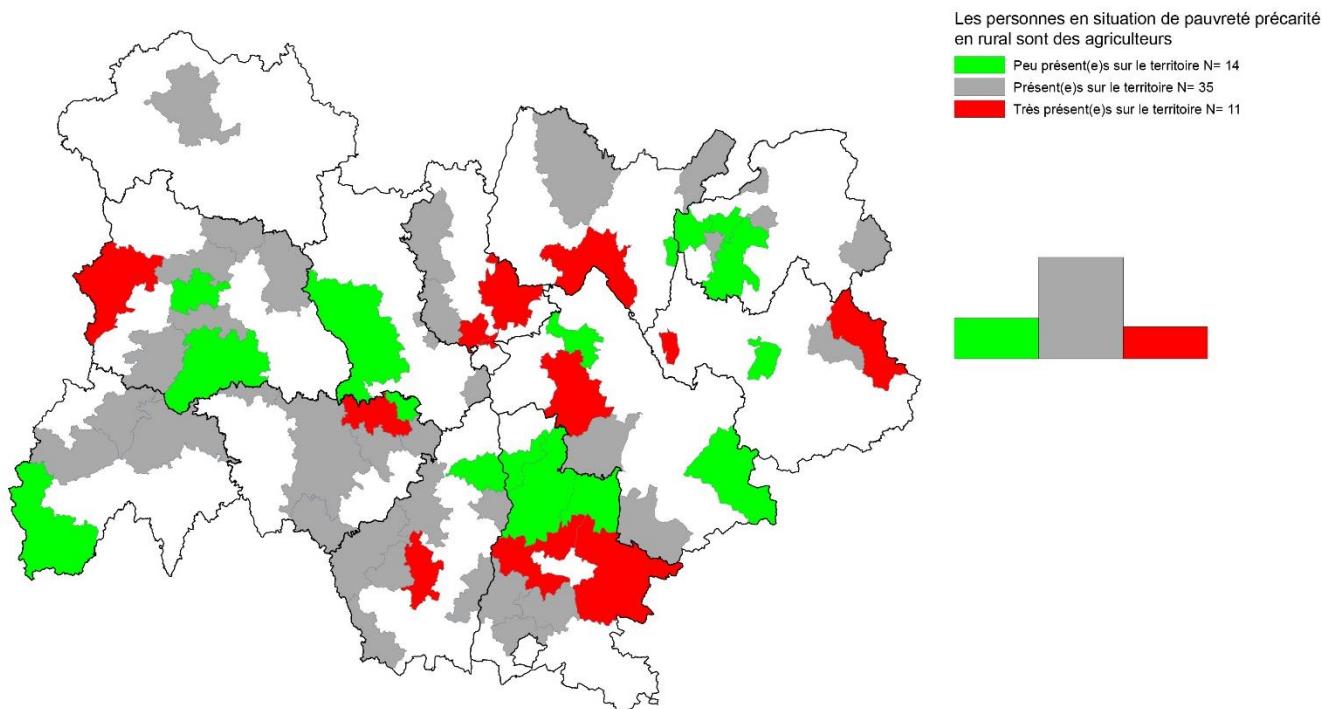 Les personnes en situation de pauvreté précarité
en rural sont des agriculteurs
Peu présent(e)s sur le territoire N= 14
Présent(e)s sur le territoire N= 35
Très présent(e)s sur le territoire N= 11